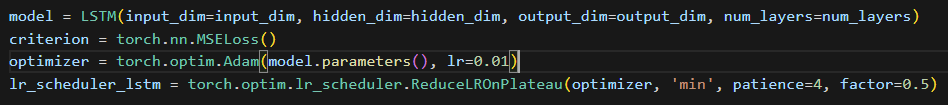 model = LSTM(input_dim=input_dim, hidden_dim=hidden_dim, output_dim=output_dim, num_layers=num_layers)
criterion = torch.nn.MSELoss()
optimizer = torch.optim.Adam(model.parameters(), lr=0.01)
lr_scheduler_lstm = torch.optim.lr_scheduler.ReduceLROnPlateau(optimizer, 'min', patience=4, factor=0.5)